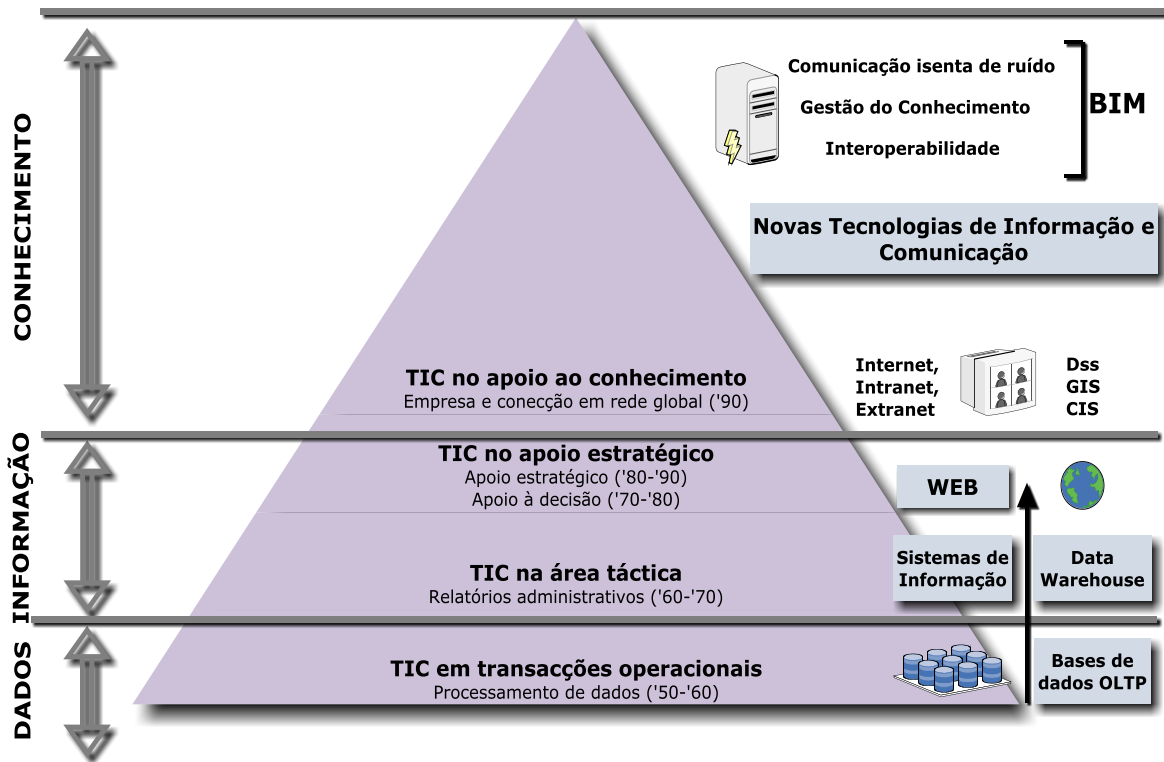 CONHECIMENTO
Comunicação isenta de ruído
Gestão do Conhecimento
Interoperabilidade
BIM
Novas Tecnologias de Informação e
Comunicação
TIC no apoio ao conhecimento
Empresa e conecção em rede global ('90)
Internet,
Intranet,
Extranet
Dss
GIS
CIS
INFORMAÇÃO
TIC no apoio estratégico
Apoio estratégico ('80-'90)
Apoio à decisão ('70-'80)
WEB
TIC na área táctica
Relatórios administrativos ('60-'70)
Sistemas de
Informação
Data
Warehouse
DADOS
TIC em transacções operacionais
Processamento de dados ('50-'60)
Bases de
dados OLTP